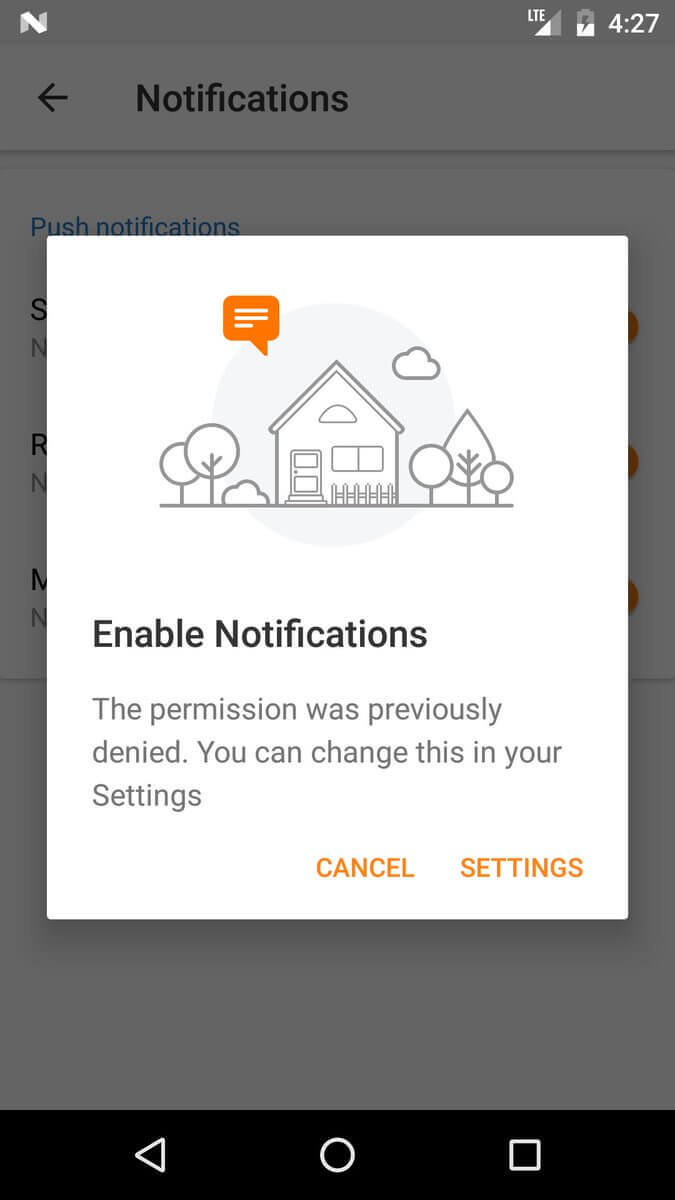 LTE 4:27
Notifications
Push notifications
S
N
R
N
M
N
Enable Notifications
The permission was previously
denied. You can change this in your
Settings
CANCEL SETTINGS